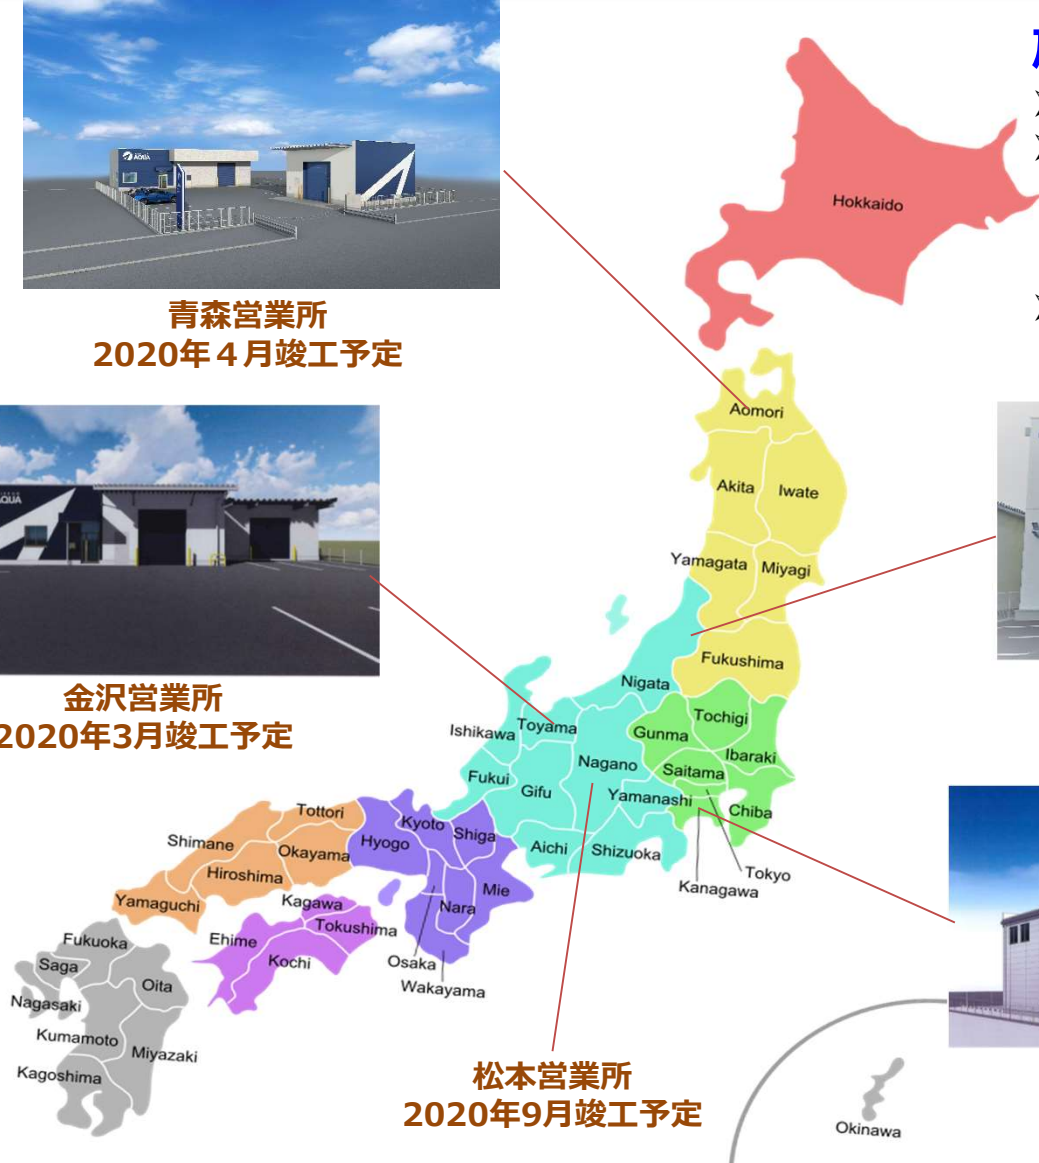 AQUA
青森営業所
2020年４月竣工予定
AQUA
金沢営業所
2020年3月竣工予定
松本営業所
2020年9月竣工予定
Hokkaido
Aomori
Akita
Iwate
Yamagata
Miyagi
Fukushima
Nigata
Tochigi
Gunma
Ibaraki
Saitama
Toyama
Ishikawa
Nagano
Fukui
Gifu
Yamanashi
Chiba
Aichi
Shizuoka
Tokyo
Kanagawa
Tottori
Kyoto
Shiga
Hyogo
Shimane
Okayama
Hiroshima
Mie
Nara
Yamaguchi
Kagawa
Tokushima
Ehime
Kochi
Osaka
Wakayama
Fukuoka
Saga
Oita
Nagasaki
Kumamoto
Miyazaki
Kagoshima
Okinawa